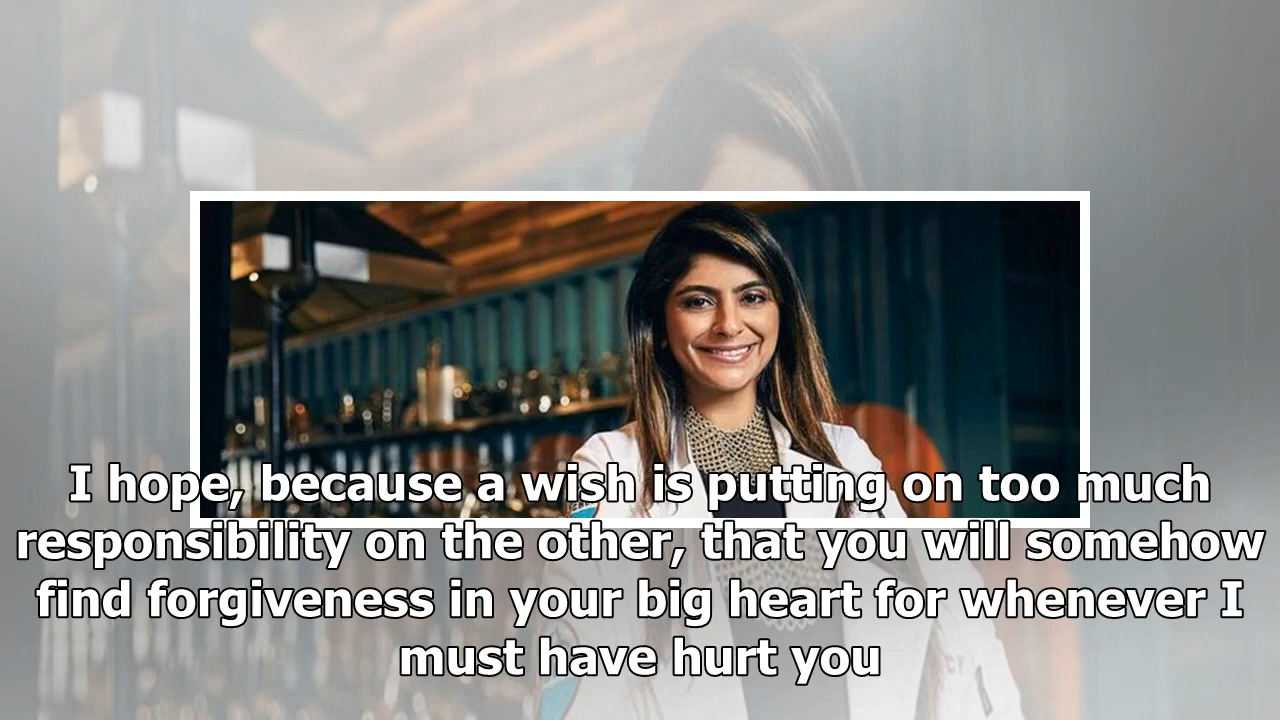 I hope, because a wish is putting on too much
responsibility on the other, that you will somehow
find forgiveness in your big heart for whenever I
must have hurt you